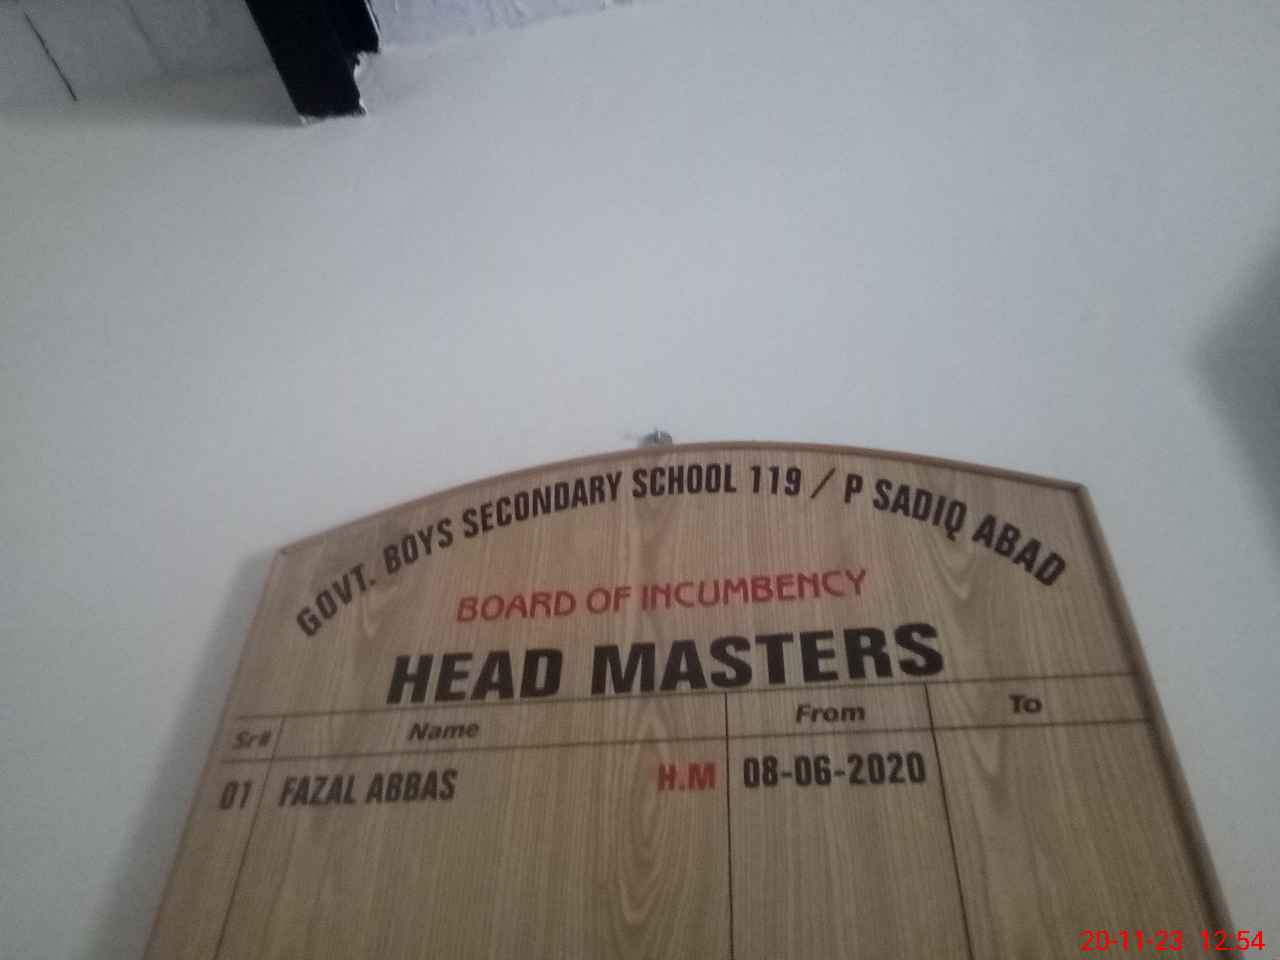 GOVT. BOYS SECONDARY SCHOOL 119 / P SADIQ ABAD
BOARD OF INCUMBENCY
HEAD MASTERS
Sr# Name From To
01 FAZAL ABBAS H.M 08-06-2020
20-11-23 12:54